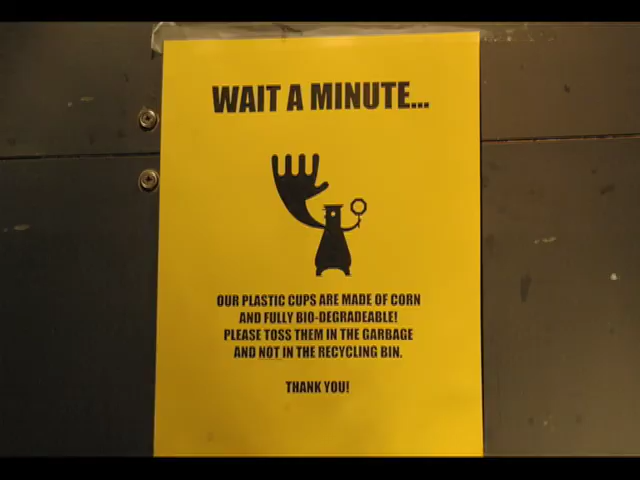 WAIT A MINUTE...
OUR PLASTIC CUPS ARE MADE OF CORN
AND FULLY BIO-DEGRADEABLE!
PLEASE TOSS THEM IN THE GARBAGE
AND NOT IN THE RECYCLING BIN.
THANK YOU!